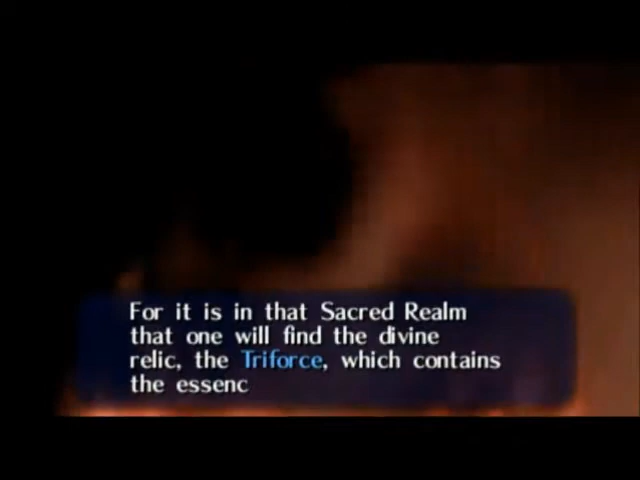 For it is in that Sacred Realm
that one will find the divine
relic, the Triforce, which contains
the essenc